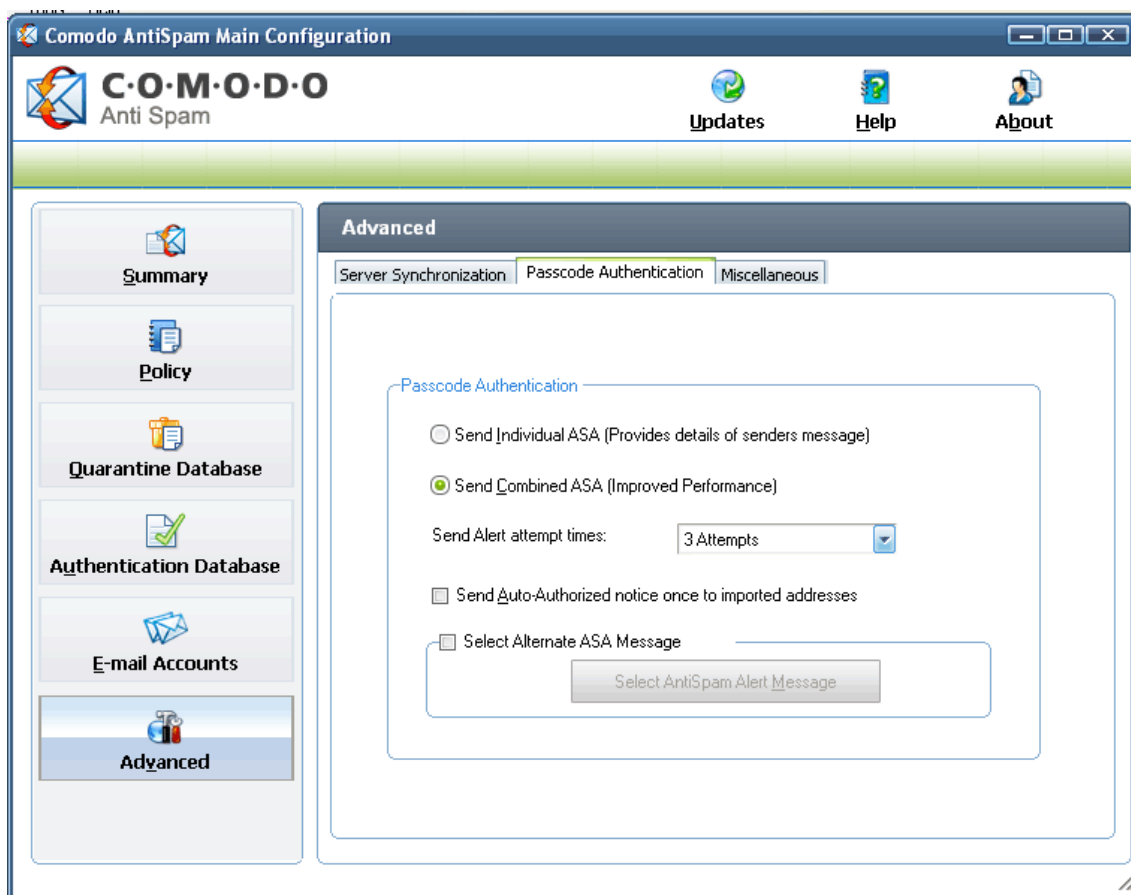 Comodo AntiSpam Main Configuration
C·O·M·O·D·O
Anti Spam
Updates
Help
About
Summary
Policy
Quarantine Database
Authentication Database
E-mail Accounts
Advanced
Advanced
Server Synchronization
Passcode Authentication
Miscellaneous
Passcode Authentication
Send Individual ASA (Provides details of senders message)
Send Combined ASA (Improved Performance)
Send Alert attempt times:
3 Attempts
Send Auto-Authorized notice once to imported addresses
Select Alternate ASA Message
Select AntiSpam Alert Message